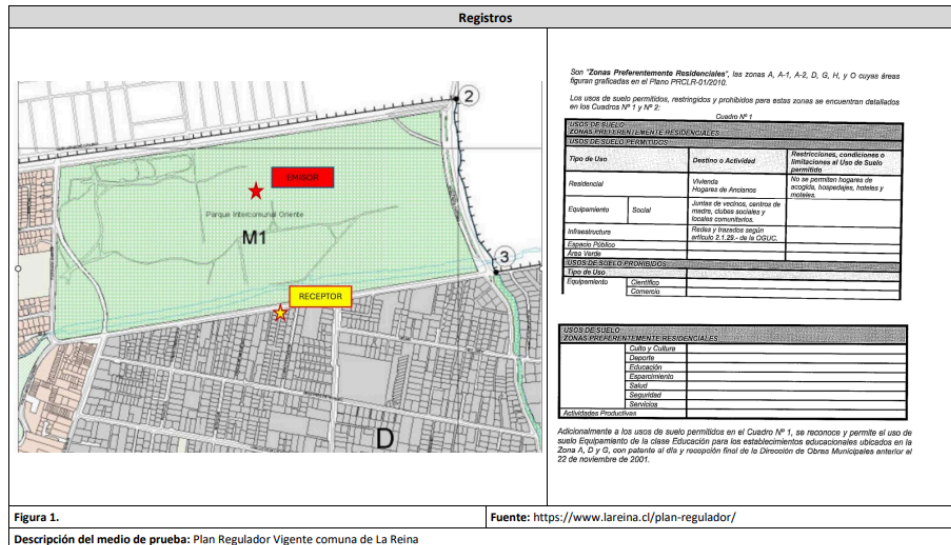 Registros
2
EMISOR
Parque Intercomunal Oriente
M1
3
RECEPTOR
D
Son "Zonas Preferentemente Residenciales", las zonas A, A-1, A-2, D, G, H, y O cuyas áreas
figuran graficadas en el Plano PRCLR-01/2010.
Los usos de suelo permitidos, restringidos y prohibidos para estas zonas se encuentran detallados
en los Cuadros Nº 1 y Nº 2:
Cuadro Nº 1
USOS DE SUELO
ZONAS PREFERENTEMENTE RESIDENCIALES
USOS DE SUELO PERMITIDOS
Tipo de Uso
Destino o Actividad
Restricciones, condiciones o
limitaciones al Uso de Suelo
permitido
Residencial
Vivienda
Hogares de Ancianos
No se permiten hogares de
acogida, hospedajes, hoteles y
moteles.
Equipamiento
Social
Juntas de vecinos, centros de
madre, clubes sociales y
locales comunitarios.
Infraestructura
Redes y trazados según
artículo 2.1.29.- de la OGUC.
Espacio Público
Área Verde
USOS DE SUELO PROHIBIDOS
Tipo de Uso
Equipamiento
Científico
Comercio
USOS DE SUELO
ZONAS PREFERENTEMENTE RESIDENCIALES
Culto y Cultura
Deporte
Educación
Esparcimiento
Salud
Seguridad
Servicios
Actividades Productivas
Adicionalmente a los usos de suelo permitidos en el Cuadro Nº 1, se reconoce y permite el uso de
suelo Equipamiento de la clase Educación para los establecimientos educacionales ubicados en la
Zona A, D y G, con patente al día y recepción final de la Dirección de Obras Municipales anterior al
22 de noviembre de 2001.
Figura 1.
Fuente: https://www.lareina.cl/plan-regulador/
Descripción del medio de prueba: Plan Regulador Vigente comuna de La Reina